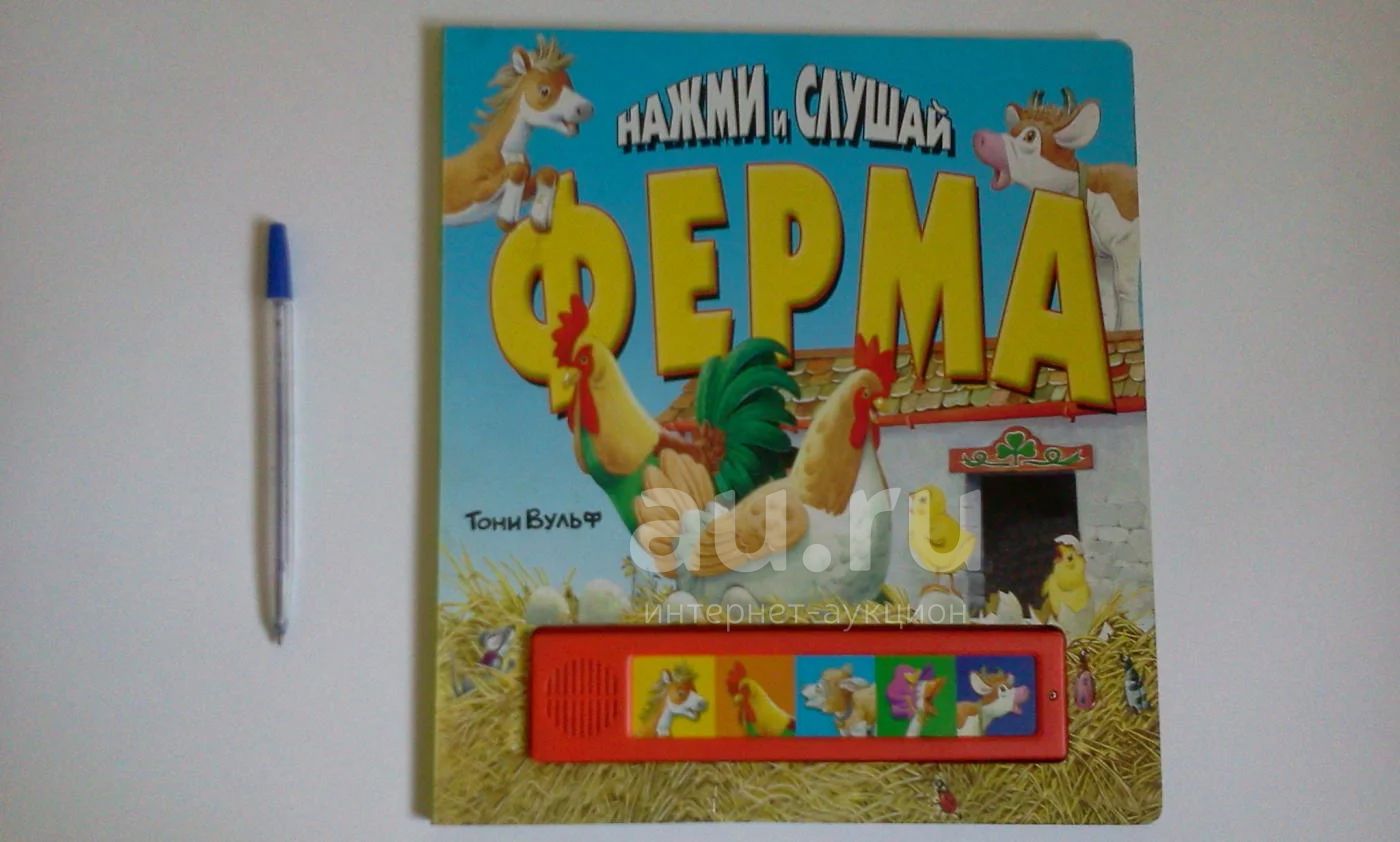 НАЖМИ и СЛУШАЙ
ФЕРМА
Тони Вульф
au.ru
интернет-аукцион